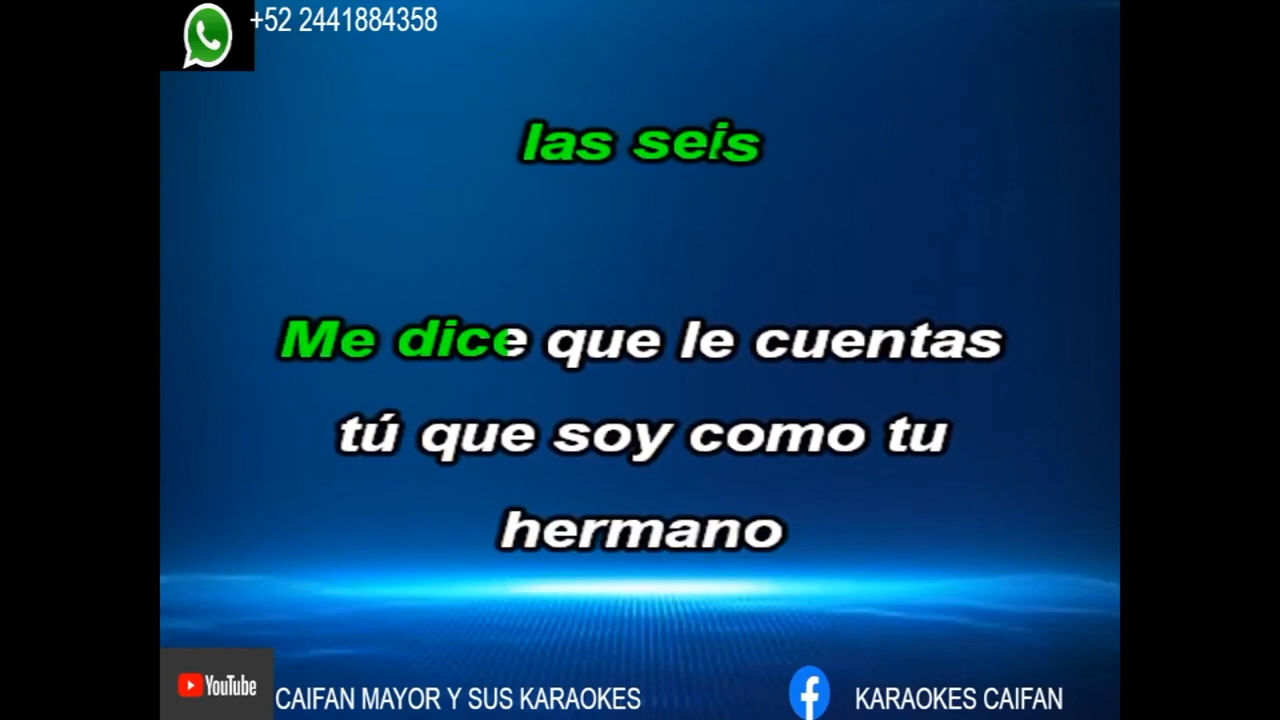 +52 2441884358
las seis
Me dice que le cuentas
tú que soy como tu
hermano
YouTube
CAIFAN MAYOR Y SUS KARAOKES
KARAOKES CAIFAN